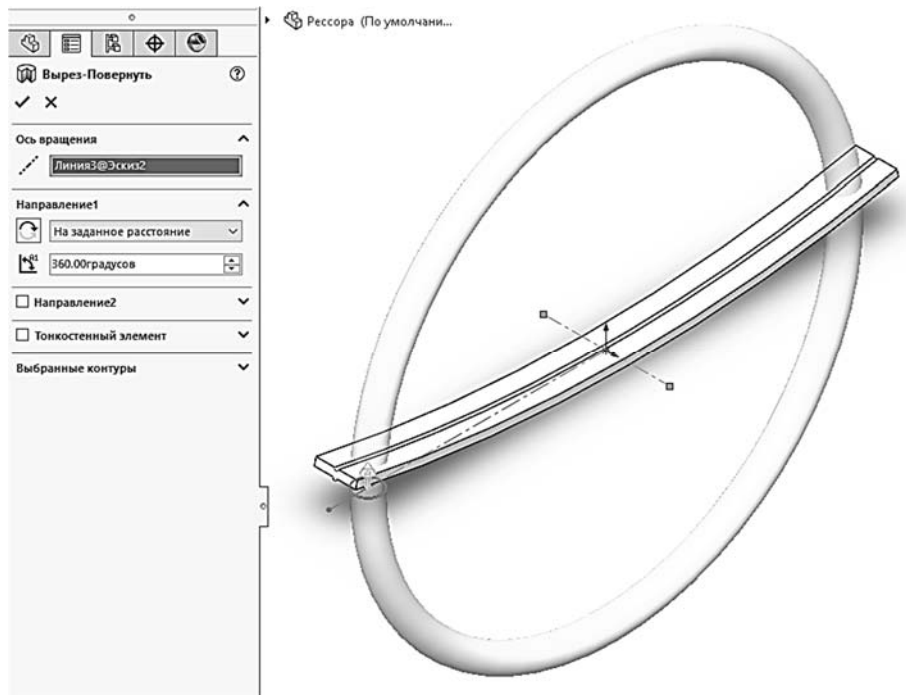 Рессора (По умолчани...
Вырез-Повернуть
Ось вращения
Линия3@Эскиз2
Направление1
На заданное расстояние
360.00градусов
Направление2
Тонкостенный элемент
Выбранные контуры